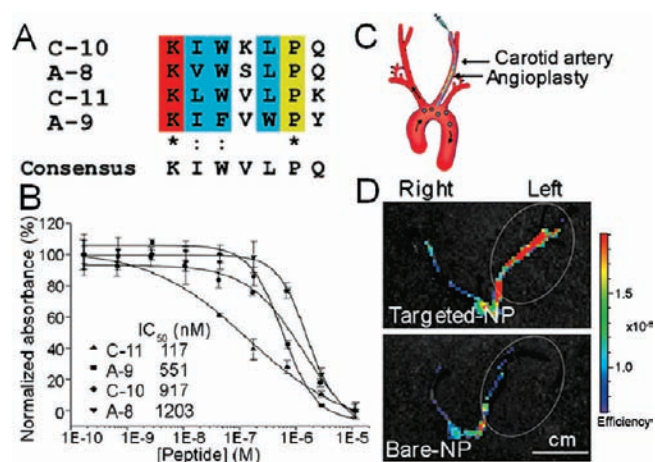 A
C-10 K I W K L P Q
A-8 K V W S L P Q
C-11 K L W V L P K
A-9 K I F V W P Y
* : : *
Consensus K I W V L P Q
B
Normalized absorbance (%)
120
100
80
60
40
20
0
IC50 (nM)
C-11 117
A-9 551
C-10 917
A-8 1203
1E-10 1E-9 1E-8 1E-7 1E-6 1E-5
[Peptide] (M)
C
Carotid artery
Angioplasty
D
Right Left
Targeted-NP
Bare-NP
cm
1.5
1.0
Efficiency